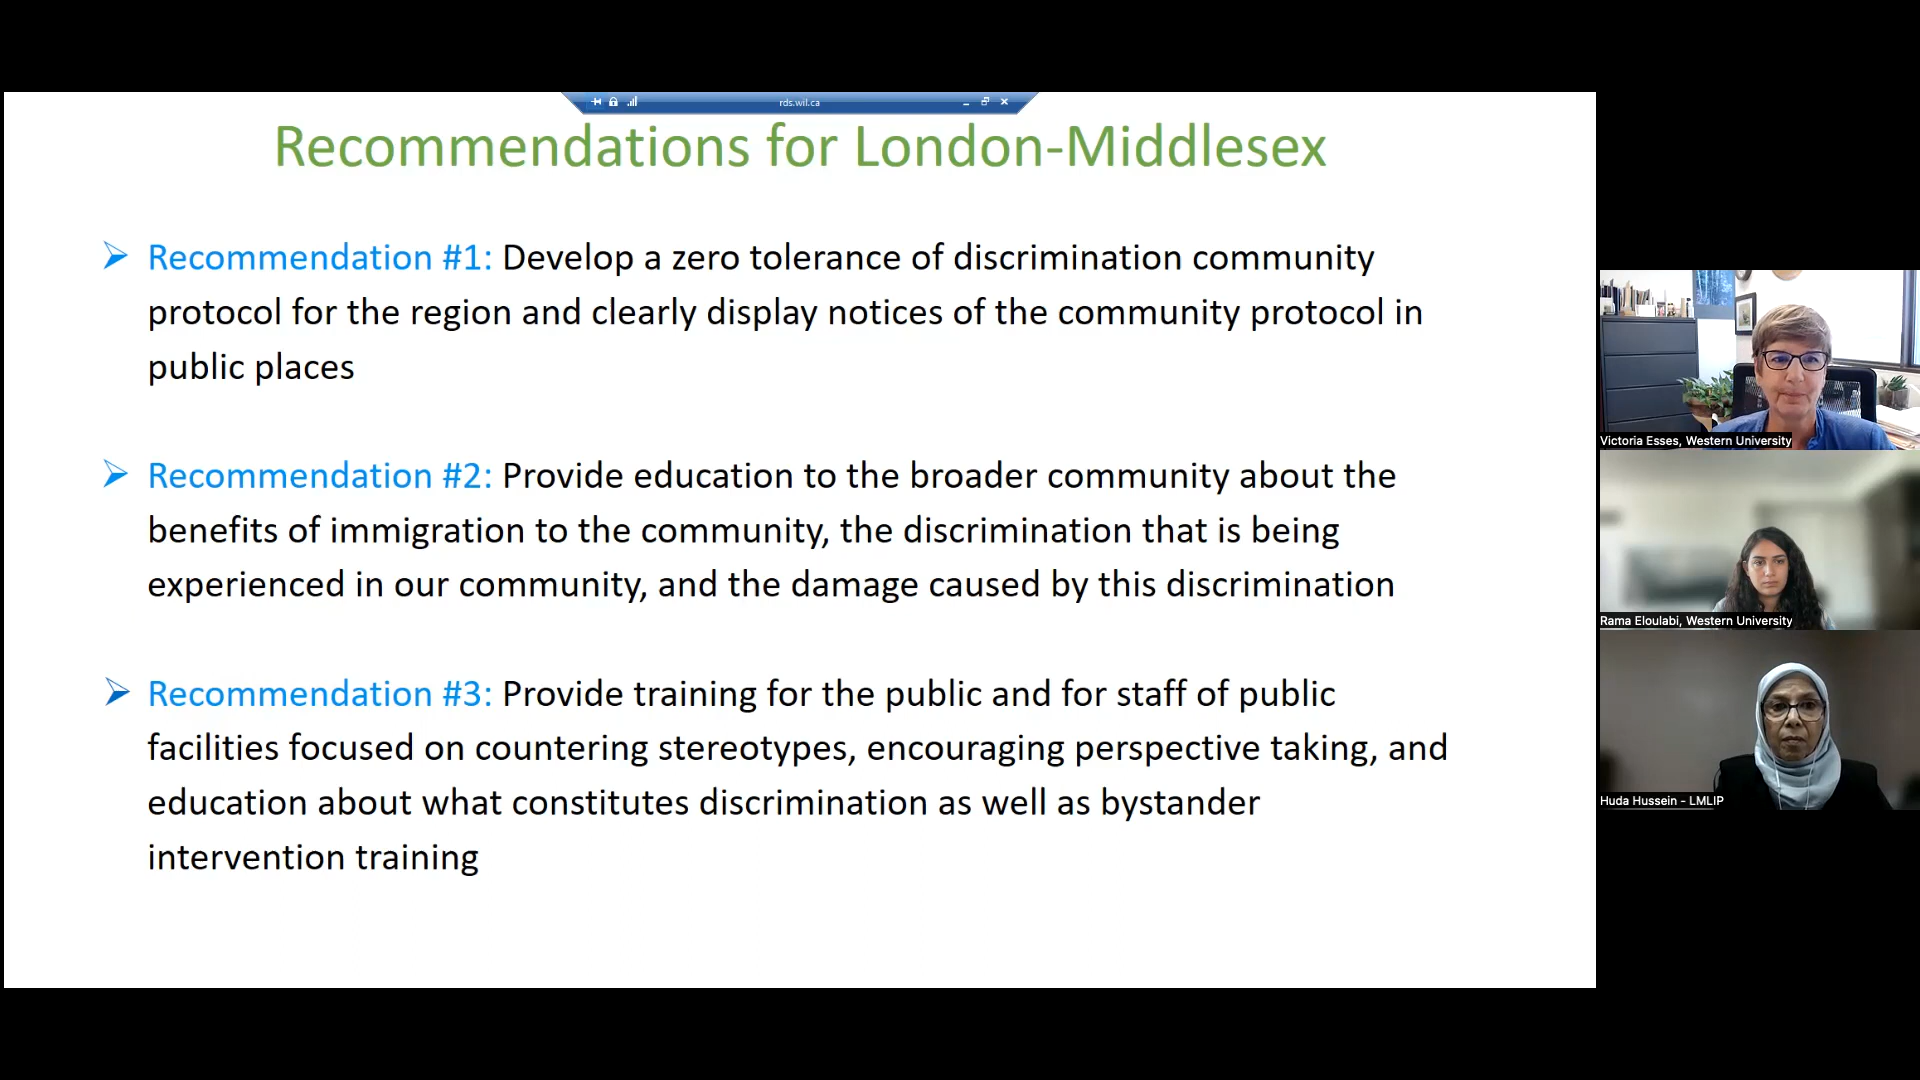 rds.wil.ca
Recommendations for London-Middlesex
Recommendation #1: Develop a zero tolerance of discrimination community
protocol for the region and clearly display notices of the community protocol in
public places
Recommendation #2: Provide education to the broader community about the
benefits of immigration to the community, the discrimination that is being
experienced in our community, and the damage caused by this discrimination
Recommendation #3: Provide training for the public and for staff of public
facilities focused on countering stereotypes, encouraging perspective taking, and
education about what constitutes discrimination as well as bystander
intervention training
Victoria Esses, Western University
Rama Eloulabi, Western University
Huda Hussein - LMLIP